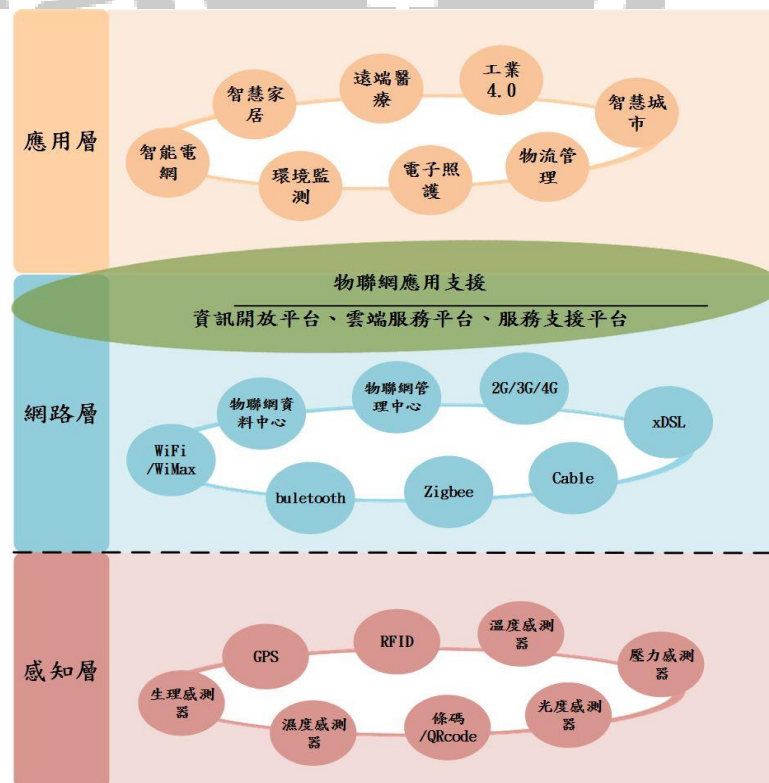 應用層
智慧家
居
遠端醫
療
工業
4.0
智慧城
市
智能電
網
環境監
測
電子照
護
物流管
理
物聯網應用支援
資訊開放平台、雲端服務平台、服務支援平台
網路層
物聯網資
料中心
物聯網管
理中心
2G/3G/4G
xDSL
WiFi
/WiMax
buletooth
Zigbee
Cable
感知層
GPS
RFID
溫度感測
器
壓力感測
器
生理感測
器
濕度感測
器
條碼
/QRcode
光度感測
器